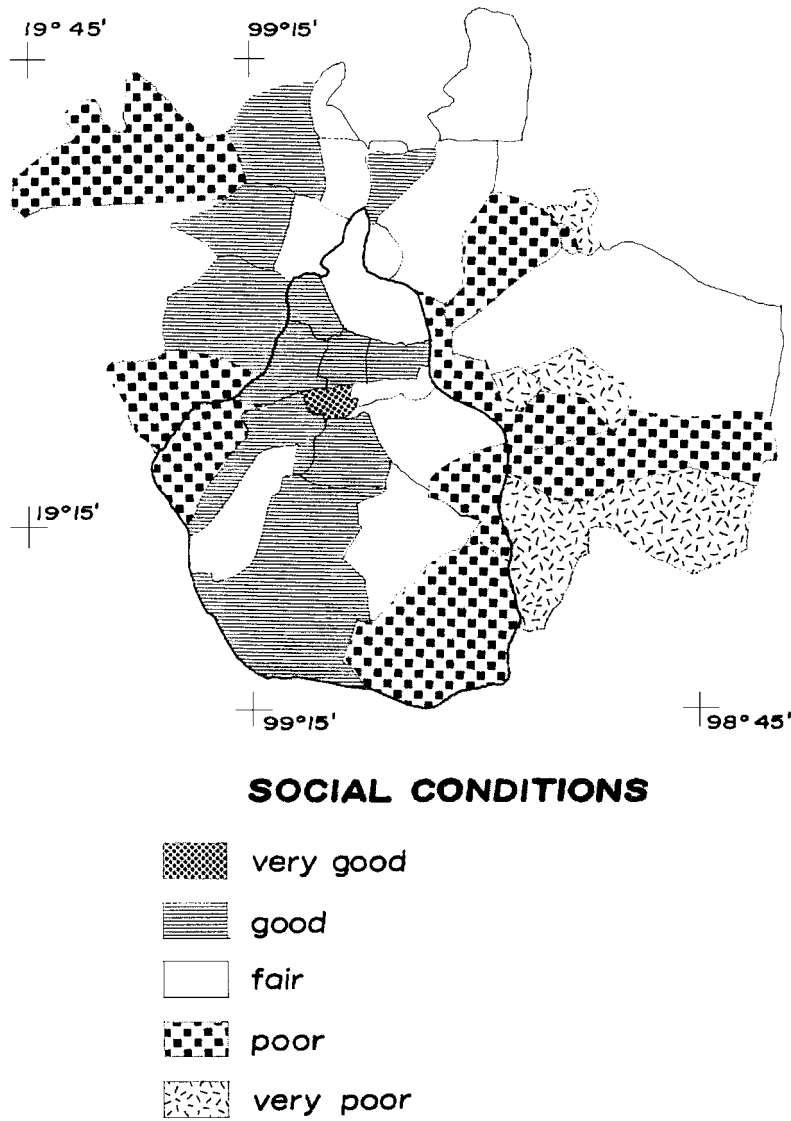 19° 45'
99°15'
19°15'
99°15'
98°45'
SOCIAL CONDITIONS
very good
good
fair
poor
very poor